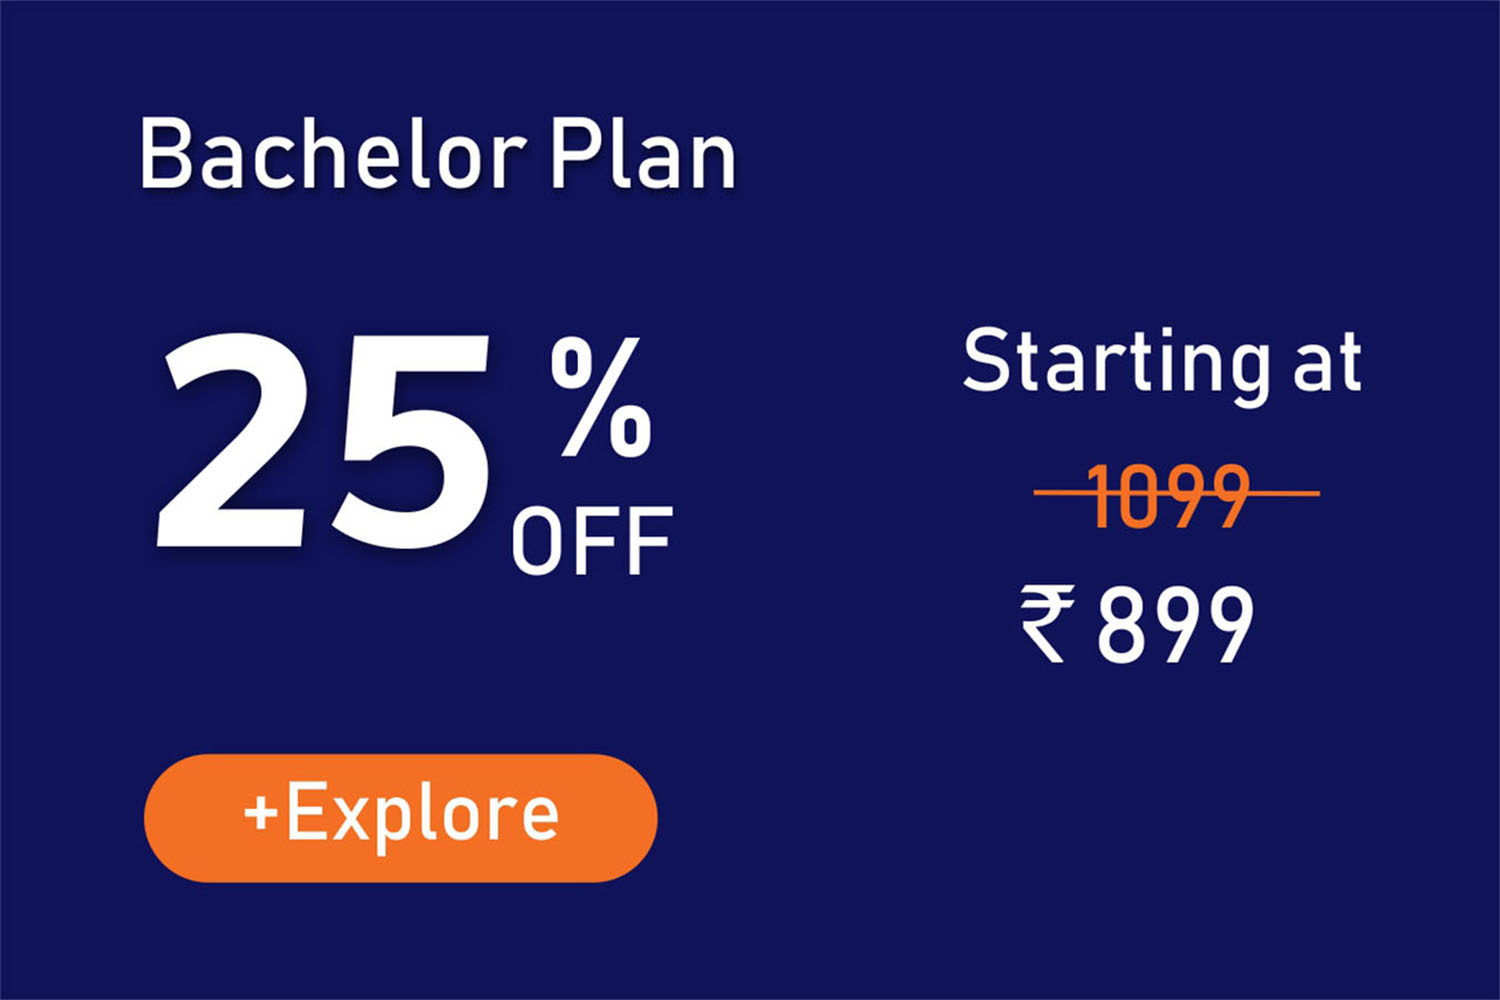 Bachelor Plan
25%
OFF
Starting at
1099
₹ 899
+Explore